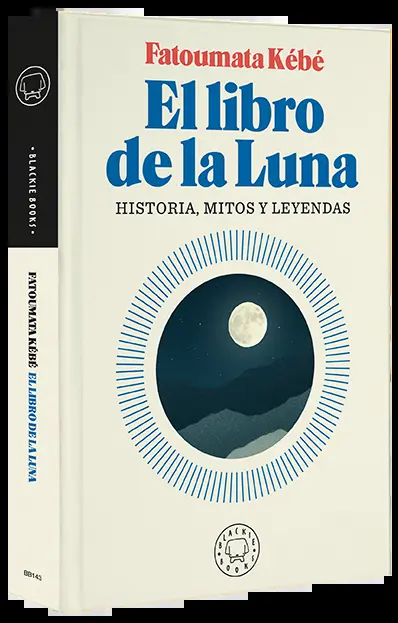 Fatoumata Kébé
El libro
de la Luna
HISTORIA, MITOS Y LEYENDAS
BLACKIE
BOOKS
BLACKIE BOOKS
FATOUMATA KÉBÉ EL LIBRO DE LA LUNA
BB143